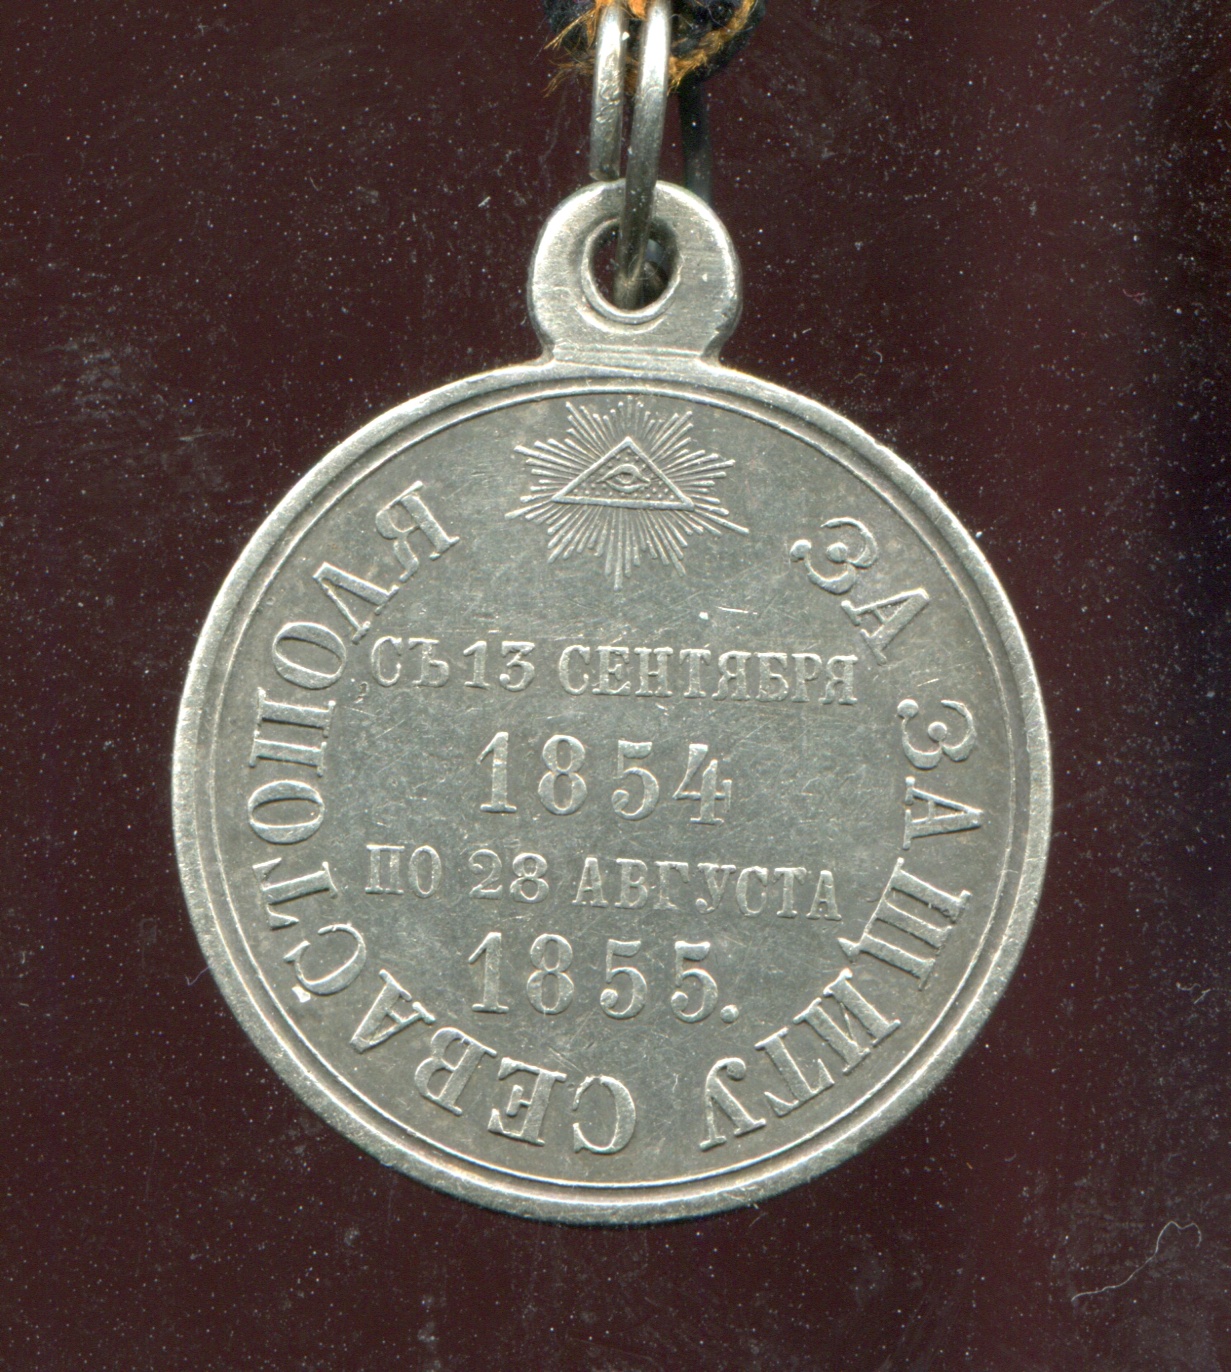 ЗА ЗАЩИТУ СЕВАСТОПОЛЯ
СЪ 13 СЕНТЯБРЯ
1854
ПО 28 АВГУСТА
1855.